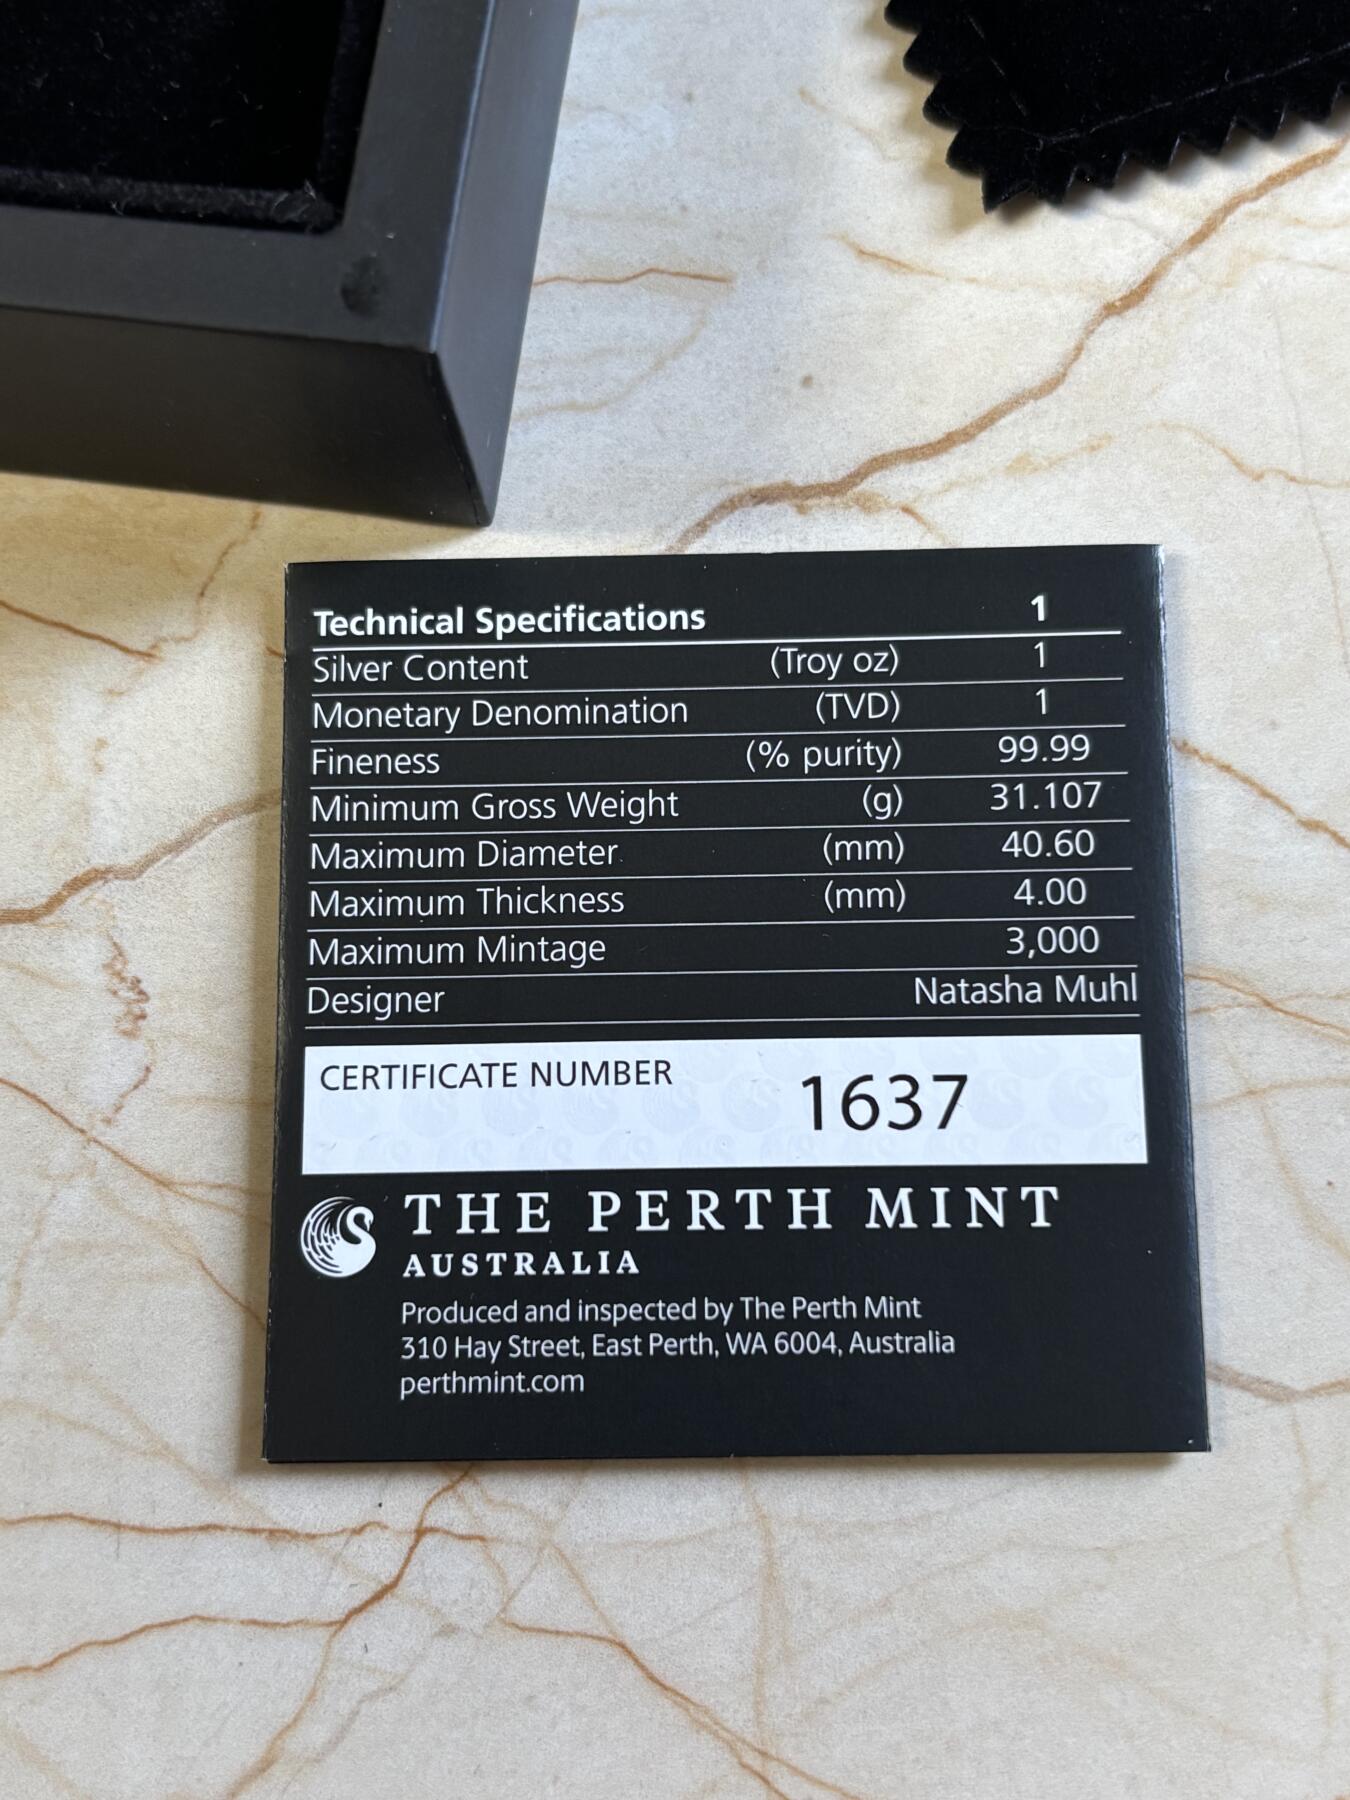 Technical Specifications 1
Silver Content (Troy oz) 1
Monetary Denomination (TVD) 1
Fineness (% purity) 99.99
Minimum Gross Weight (g) 31.107
Maximum Diameter (mm) 40.60
Maximum Thickness (mm) 4.00
Maximum Mintage 3,000
Designer Natasha Muhl
CERTIFICATE NUMBER 1637
THE PERTH MINT
AUSTRALIA
Produced and inspected by The Perth Mint
310 Hay Street, East Perth, WA 6004, Australia
perthmint.com